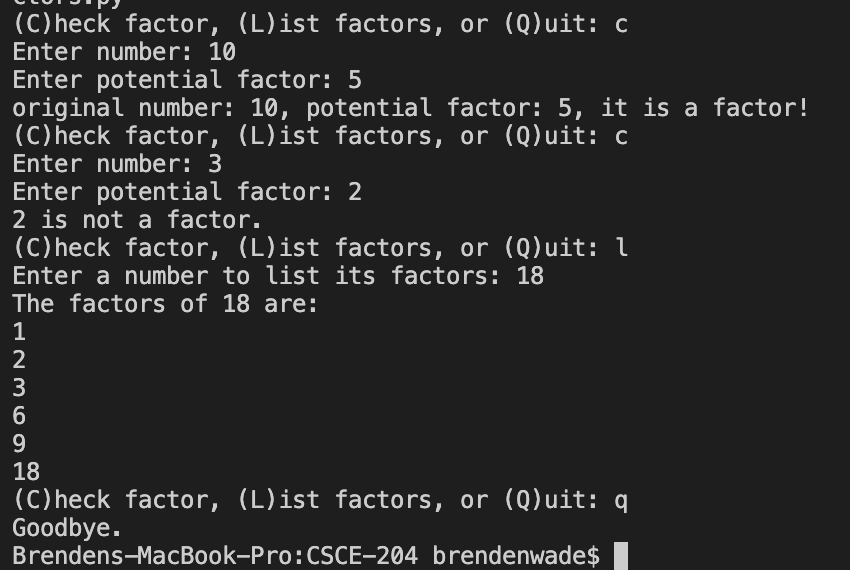 ctors.py
(C)heck factor, (L)ist factors, or (Q)uit: c
Enter number: 10
Enter potential factor: 5
original number: 10, potential factor: 5, it is a factor!
(C)heck factor, (L)ist factors, or (Q)uit: c
Enter number: 3
Enter potential factor: 2
2 is not a factor.
(C)heck factor, (L)ist factors, or (Q)uit: l
Enter a number to list its factors: 18
The factors of 18 are:
1
2
3
6
9
18
(C)heck factor, (L)ist factors, or (Q)uit: q
Goodbye.
Brendens-MacBook-Pro:CSCE-204 brendenwade$